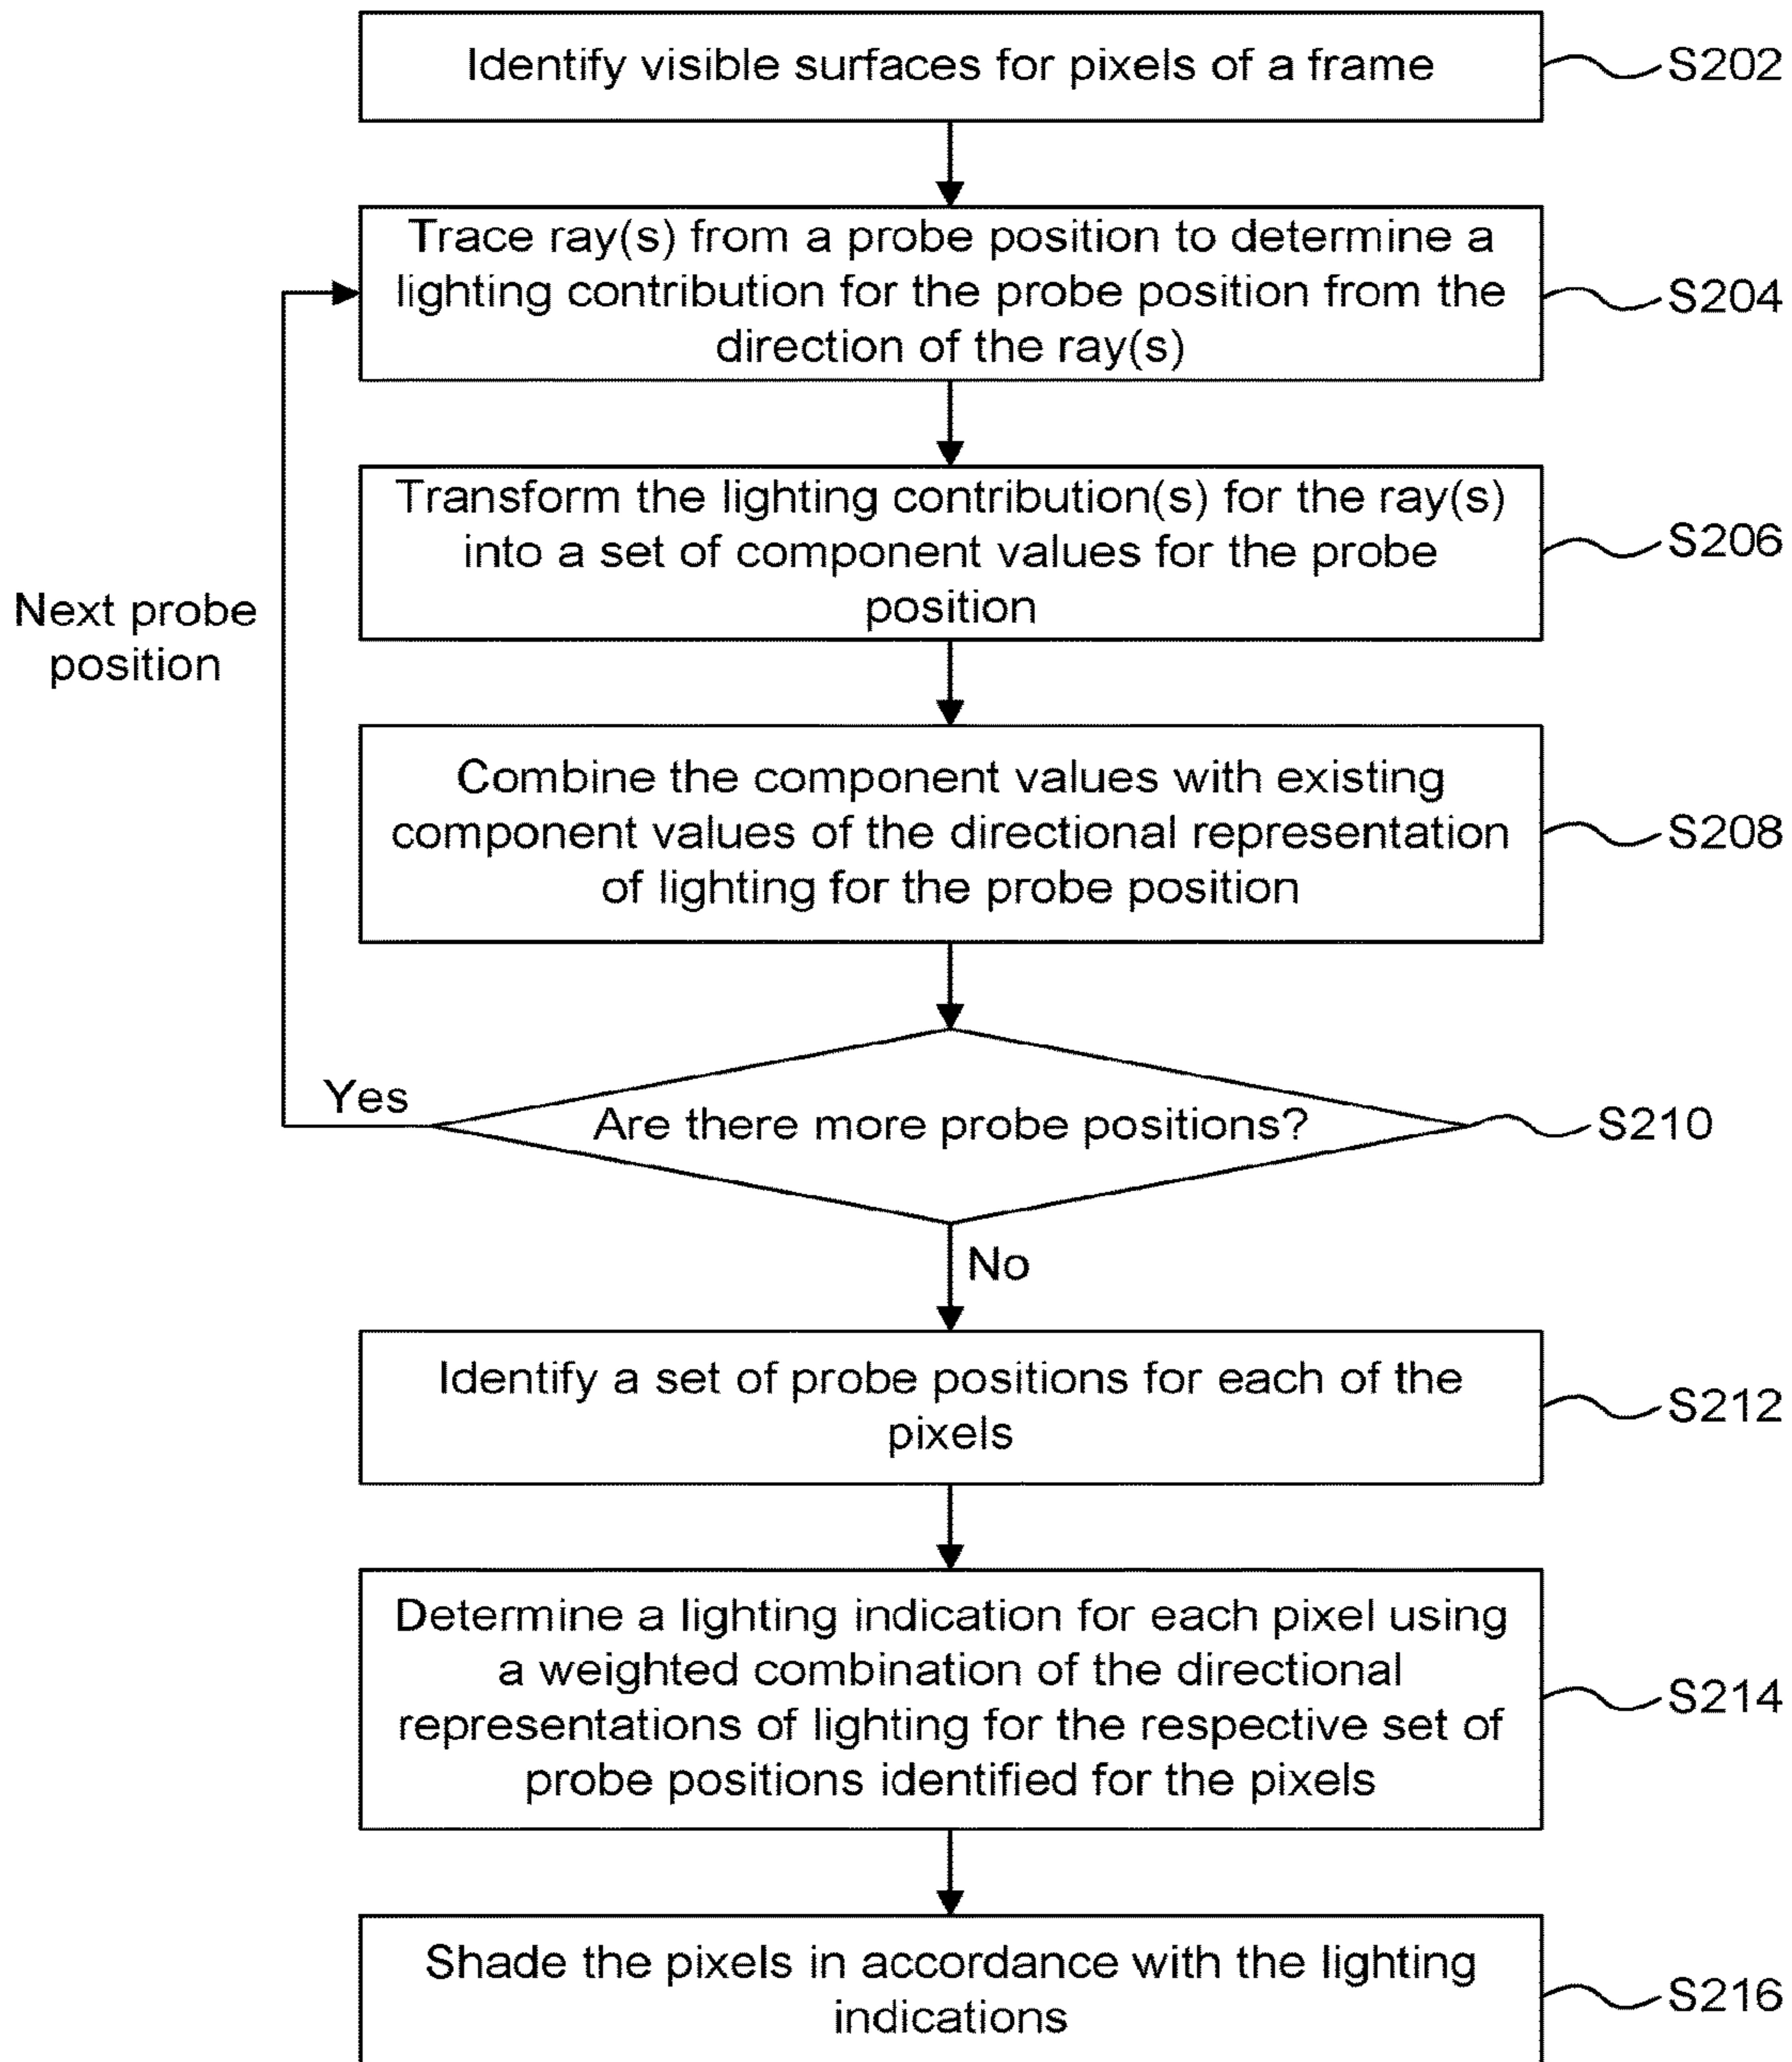 Identify visible surfaces for pixels of a frame
S202
Trace ray(s) from a probe position to determine a
lighting contribution for the probe position from the
direction of the ray(s)
S204
Transform the lighting contribution(s) for the ray(s)
into a set of component values for the probe
position
S206
Next probe
position
Combine the component values with existing
component values of the directional representation
of lighting for the probe position
S208
Yes
Are there more probe positions?
S210
No
Identify a set of probe positions for each of the
pixels
S212
Determine a lighting indication for each pixel using
a weighted combination of the directional
representations of lighting for the respective set of
probe positions identified for the pixels
S214
Shade the pixels in accordance with the lighting
indications
S216